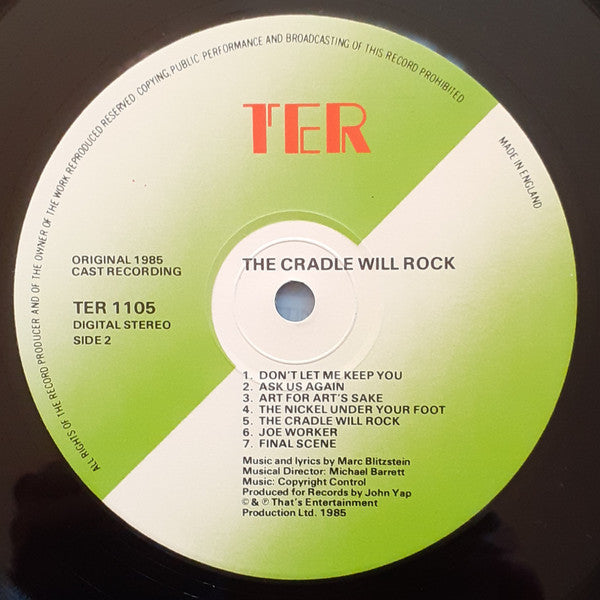 ALL RIGHTS OF THE RECORD PRODUCER AND OF THE OWNER OF THE WORK REPRODUCED RESERVED. COPYING, PUBLIC PERFORMANCE AND BROADCASTING OF THIS RECORD PROHIBITED
MADE IN ENGLAND
TER
ORIGINAL 1985
CAST RECORDING
THE CRADLE WILL ROCK
TER 1105
DIGITAL STEREO
SIDE 2
1. DON'T LET ME KEEP YOU
2. ASK US AGAIN
3. ART FOR ART'S SAKE
4. THE NICKEL UNDER YOUR FOOT
5. THE CRADLE WILL ROCK
6. JOE WORKER
7. FINAL SCENE
Music and lyrics by Marc Blitzstein
Musical Director: Michael Barrett
Music: Copyright Control
Produced for Records by John Yap
© & ℗ That's Entertainment
Production Ltd. 1985